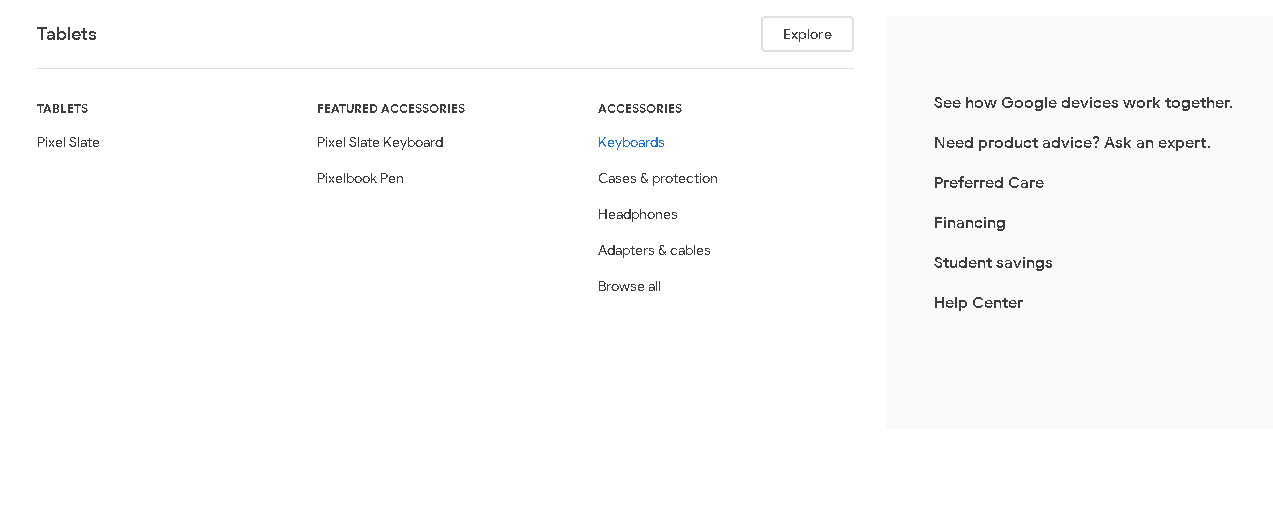 Tablets
Explore
TABLETS
Pixel Slate
FEATURED ACCESSORIES
Pixel Slate Keyboard
Pixelbook Pen
ACCESSORIES
Keyboards
Cases & protection
Headphones
Adapters & cables
Browse all
See how Google devices work together.
Need product advice? Ask an expert.
Preferred Care
Financing
Student savings
Help Center